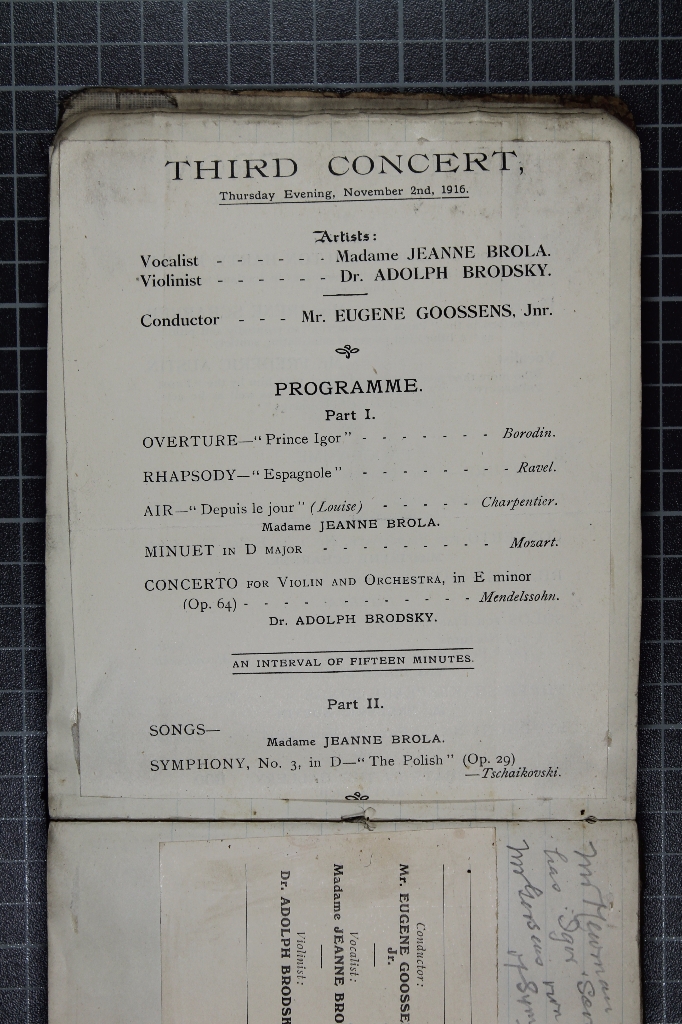 THIRD CONCERT,
Thursday Evening, November 2nd, 1916.
Artists:
Vocalist - - - - - - Madame JEANNE BROLA.
Violinist - - - - - - Dr. ADOLPH BRODSKY.
Conductor - - - Mr. EUGENE GOOSSENS, Jnr.
PROGRAMME.
Part I.
OVERTURE—"Prince Igor" - - - - - - - Borodin.
RHAPSODY—"Espagnole" - - - - - - - - Ravel.
AIR—"Depuis le jour" (Louise) - - - - - Charpentier.
Madame JEANNE BROLA.
MINUET IN D MAJOR - - - - - - - - - Mozart.
CONCERTO FOR VIOLIN AND ORCHESTRA, in E minor
(Op. 64) - - - - - - - - - - - - Mendelssohn.
Dr. ADOLPH BRODSKY.
AN INTERVAL OF FIFTEEN MINUTES.
Part II.
SONGS—
Madame JEANNE BROLA.
SYMPHONY, No. 3, in D—"The Polish" (Op. 29)
—Tschaikovski.
Mr Newman
has Igor
Conductor:
Mr. EUGENE GOOSSE
Jr.
Vocalist:
Madame JEANNE BRO
Violinist:
Dr. ADOLPH BRODSK